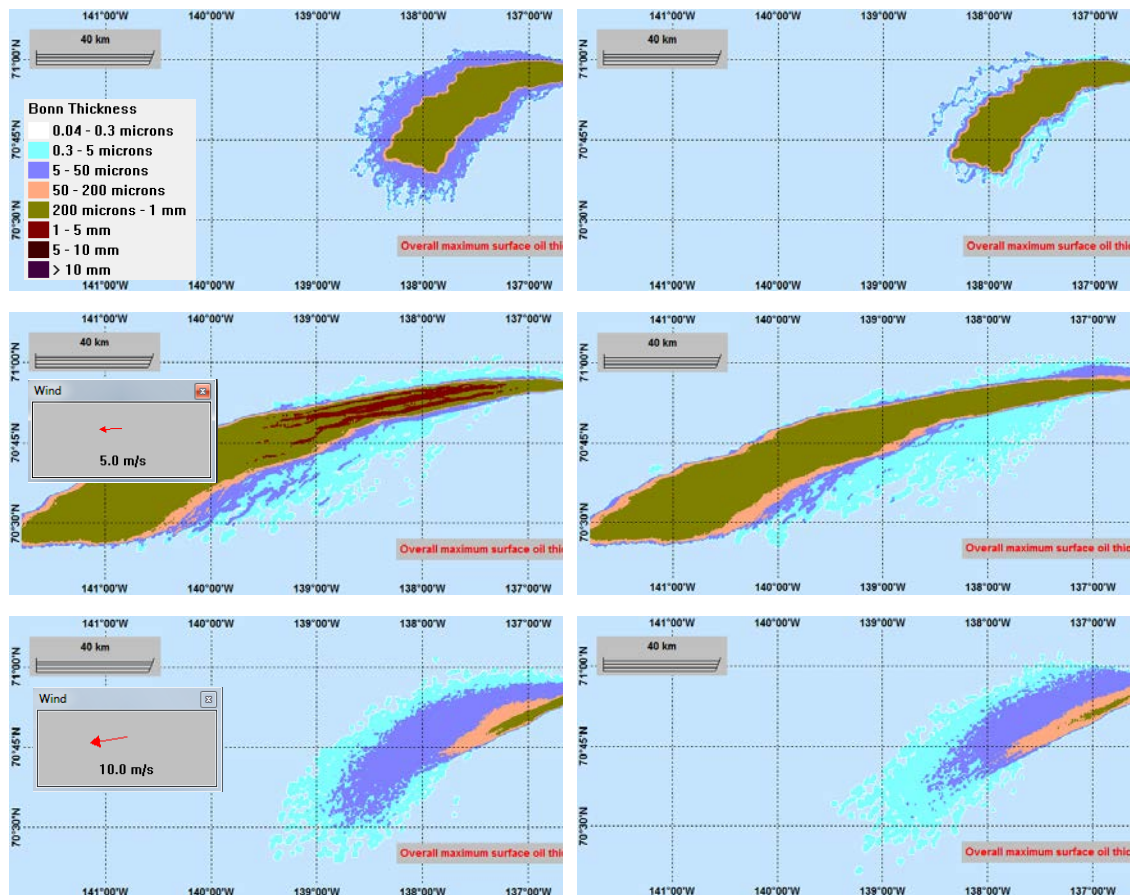 141°00'W 140°00'W 139°00'W 138°00'W 137°00'W
40 km
71°00'N
70°45'N
70°30'N
Bonn Thickness
0.04 - 0.3 microns
0.3 - 5 microns
5 - 50 microns
50 - 200 microns
200 microns - 1 mm
1 - 5 mm
5 - 10 mm
> 10 mm
Overall maximum surface oil thic
141°00'W 140°00'W 139°00'W 138°00'W 137°00'W
141°00'W 140°00'W 139°00'W 138°00'W 137°00'W
40 km
71°00'N
70°45'N
70°30'N
Overall maximum surface oil thic
141°00'W 140°00'W 139°00'W 138°00'W 137°00'W
141°00'W 140°00'W 139°00'W 138°00'W 137°00'W
40 km
71°00'N
70°45'N
70°30'N
Wind
5.0 m/s
Overall maximum surface oil thic
141°00'W 140°00'W 139°00'W 138°00'W 137°00'W
141°00'W 140°00'W 139°00'W 138°00'W 137°00'W
40 km
71°00'N
70°45'N
70°30'N
Overall maximum surface oil thic
141°00'W 140°00'W 139°00'W 138°00'W 137°00'W
141°00'W 140°00'W 139°00'W 138°00'W 137°00'W
40 km
71°00'N
70°45'N
70°30'N
Wind
10.0 m/s
Overall maximum surface oil thic
141°00'W 140°00'W 139°00'W 138°00'W 137°00'W
141°00'W 140°00'W 139°00'W 138°00'W 137°00'W
40 km
71°00'N
70°45'N
70°30'N
Overall maximum surface oil thic
141°00'W 140°00'W 139°00'W 138°00'W 137°00'W